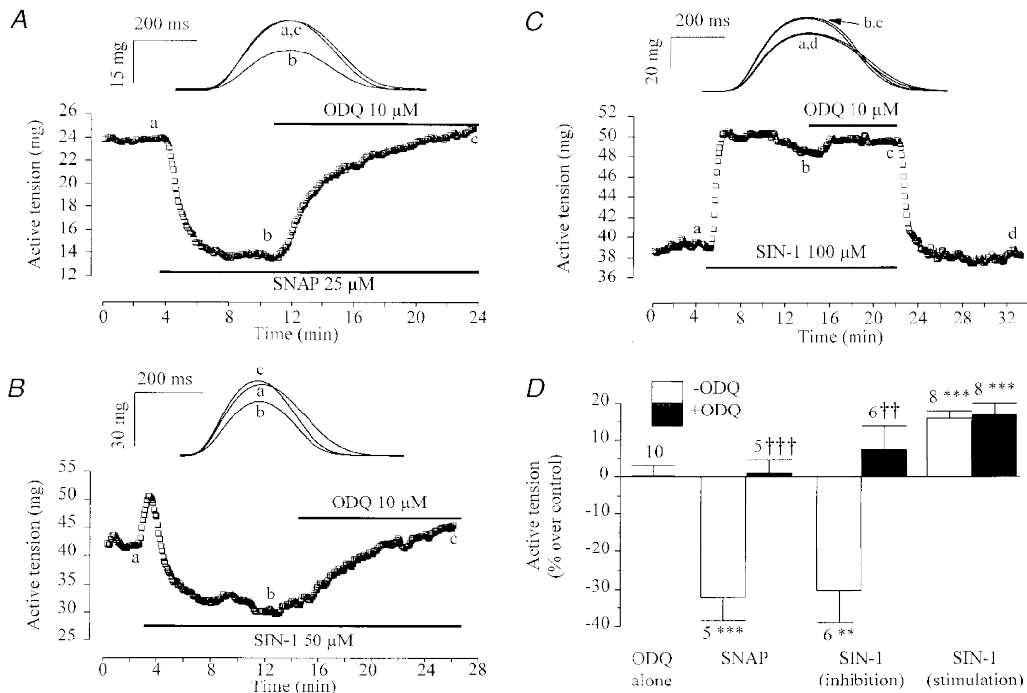 A
200 ms
15 mg
a,c
b
ODQ 10 µM
Active tension (mg)
26
24
22
20
18
16
14
12
a
b
c
SNAP 25 µM
0 4 8 12 16 20 24
Time (min)
B
200 ms
30 mg
c
a
b
ODQ 10 µM
Active tension (mg)
55
50
45
40
35
30
25
a
b
c
SIN-1 50 µM
0 4 8 12 16 20 24 28
Time (min)
C
200 ms
20 mg
b,c
a,d
ODQ 10 µM
Active tension (mg)
52
50
48
46
44
42
40
38
36
a
b
c
d
SIN-1 100 µM
0 4 8 12 16 20 24 28 32
Time (min)
D
-ODQ
+ODQ
Active tension
(% over control)
20
10
0
-10
-20
-30
-40
10
5 ***
5 †††
6 **
6 ††
8 ***
8 ***
ODQ alone
SNAP
SIN-1 (inhibition)
SIN-1 (stimulation)